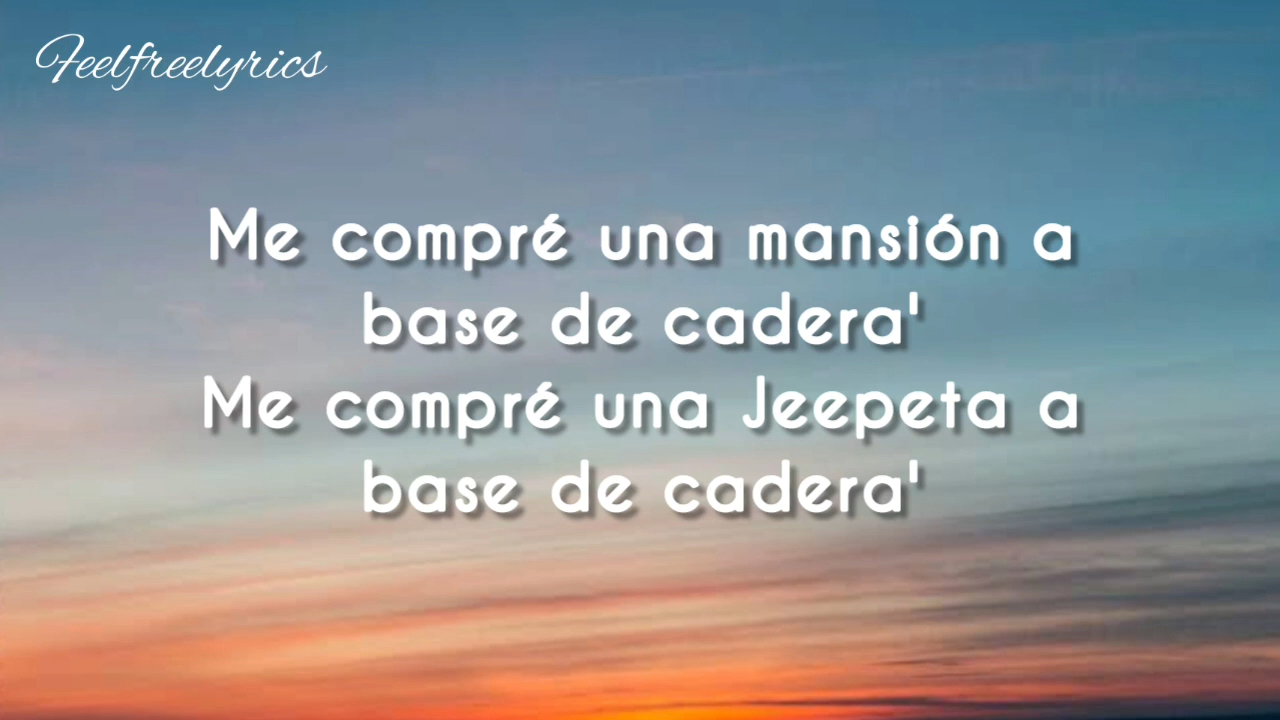 Feelfreelyrics
Me compré una mansión a
base de cadera'
Me compré una Jeepeta a
base de cadera'